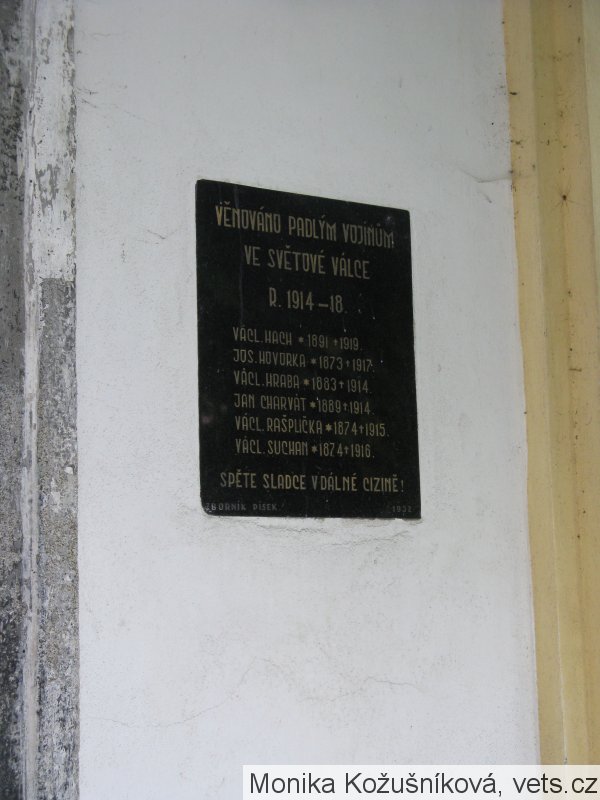 VĚNOVÁNO PADLÝM VOJÍNŮM
VE SVĚTOVÉ VÁLCE
R. 1914–18.
VÁCL. HACH * 1891 + 1919.
JOS. HOVORKA * 1873 + 1917.
VÁCL. HRABA * 1883 + 1914.
JAN CHARVÁT * 1889 + 1914.
VÁCL. RAŠPLIČKA * 1874 + 1915.
VÁCL. SUCHAN * 1874 + 1916.
SPĚTE SLADCE V DÁLNÉ CIZINĚ!
ZBORNÍK PÍSEK 1932
Monika Kožušníková, vets.cz